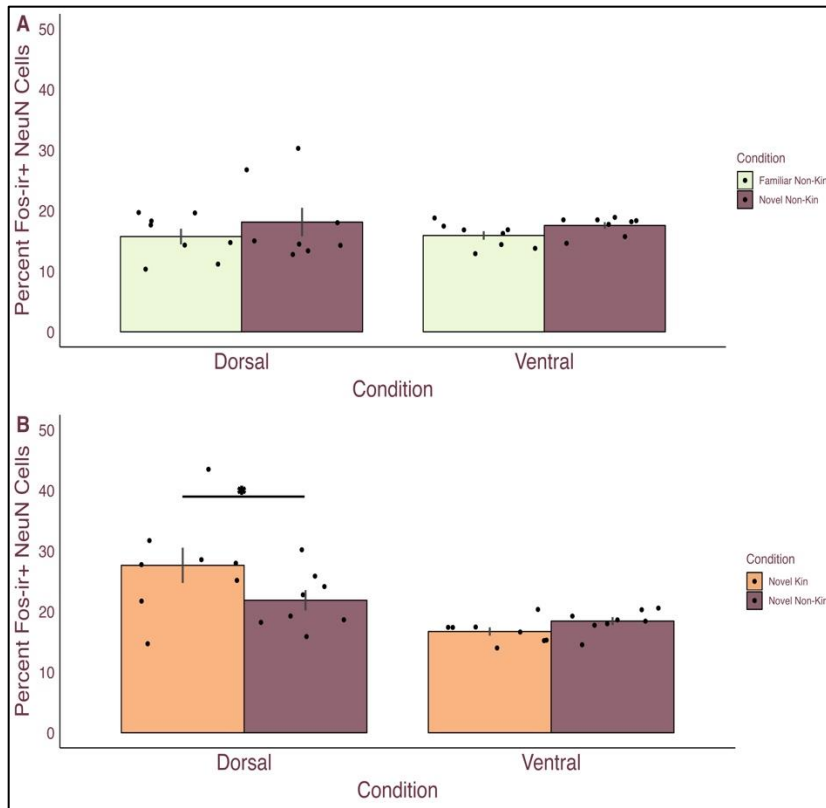 A
Percent Fos-ir+ NeuN Cells
50
40
30
20
10
0
Dorsal
Ventral
Condition
Condition
Familiar Non-Kin
Novel Non-Kin
B
Percent Fos-ir+ NeuN Cells
50
40
30
20
10
0
*
Dorsal
Ventral
Condition
Condition
Novel Kin
Novel Non-Kin